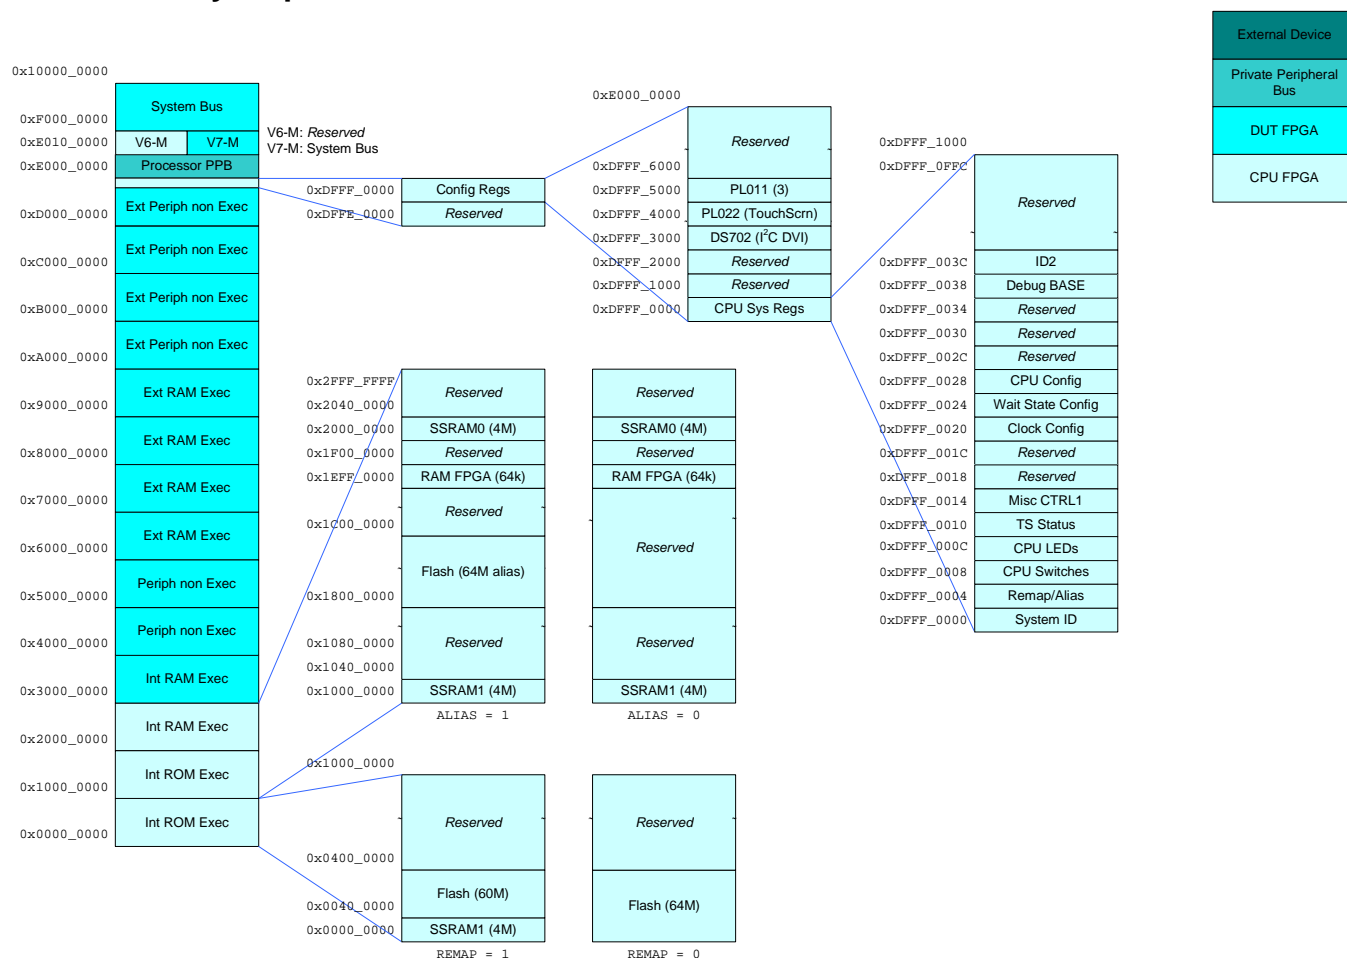 External Device
Private Peripheral
Bus
DUT FPGA
CPU FPGA
0x10000_0000
System Bus
0xF000_0000
0xE010_0000
V6-M
V7-M
V6-M: Reserved
V7-M: System Bus
0xE000_0000
Processor PPB
Ext Periph non Exec
0xD000_0000
Ext Periph non Exec
0xC000_0000
Ext Periph non Exec
0xB000_0000
Ext Periph non Exec
0xA000_0000
Ext RAM Exec
0x9000_0000
Ext RAM Exec
0x8000_0000
Ext RAM Exec
0x7000_0000
Ext RAM Exec
0x6000_0000
Periph non Exec
0x5000_0000
Periph non Exec
0x4000_0000
Int RAM Exec
0x3000_0000
Int RAM Exec
0x2000_0000
Int ROM Exec
0x1000_0000
Int ROM Exec
0x0000_0000
0xDFFF_0000
Config Regs
0xDFFE_0000
Reserved
0xE000_0000
Reserved
0xDFFF_6000
0xDFFF_5000
PL011 (3)
0xDFFF_4000
PL022 (TouchScrn)
0xDFFF_3000
DS702 (I2C DVI)
0xDFFF_2000
Reserved
0xDFFF_1000
Reserved
0xDFFF_0000
CPU Sys Regs
0xDFFF_1000
0xDFFF_0FFC
Reserved
0xDFFF_003C
ID2
0xDFFF_0038
Debug BASE
0xDFFF_0034
Reserved
0xDFFF_0030
Reserved
0xDFFF_002C
Reserved
0xDFFF_0028
CPU Config
0xDFFF_0024
Wait State Config
0xDFFF_0020
Clock Config
0xDFFF_001C
Reserved
0xDFFF_0018
Reserved
0xDFFF_0014
Misc CTRL1
0xDFFF_0010
TS Status
0xDFFF_000C
CPU LEDs
0xDFFF_0008
CPU Switches
0xDFFF_0004
Remap/Alias
0xDFFF_0000
System ID
0x2FFF_FFFF
Reserved
Reserved
0x2040_0000
0x2000_0000
SSRAM0 (4M)
SSRAM0 (4M)
0x1F00_0000
Reserved
Reserved
0x1EFF_0000
RAM FPGA (64k)
RAM FPGA (64k)
Reserved
0x1C00_0000
Reserved
Flash (64M alias)
0x1800_0000
0x1080_0000
Reserved
Reserved
0x1040_0000
0x1000_0000
SSRAM1 (4M)
SSRAM1 (4M)
ALIAS = 1
ALIAS = 0
0x1000_0000
Reserved
Reserved
0x0400_0000
Flash (60M)
Flash (64M)
0x0040_0000
0x0000_0000
SSRAM1 (4M)
REMAP = 1
REMAP = 0